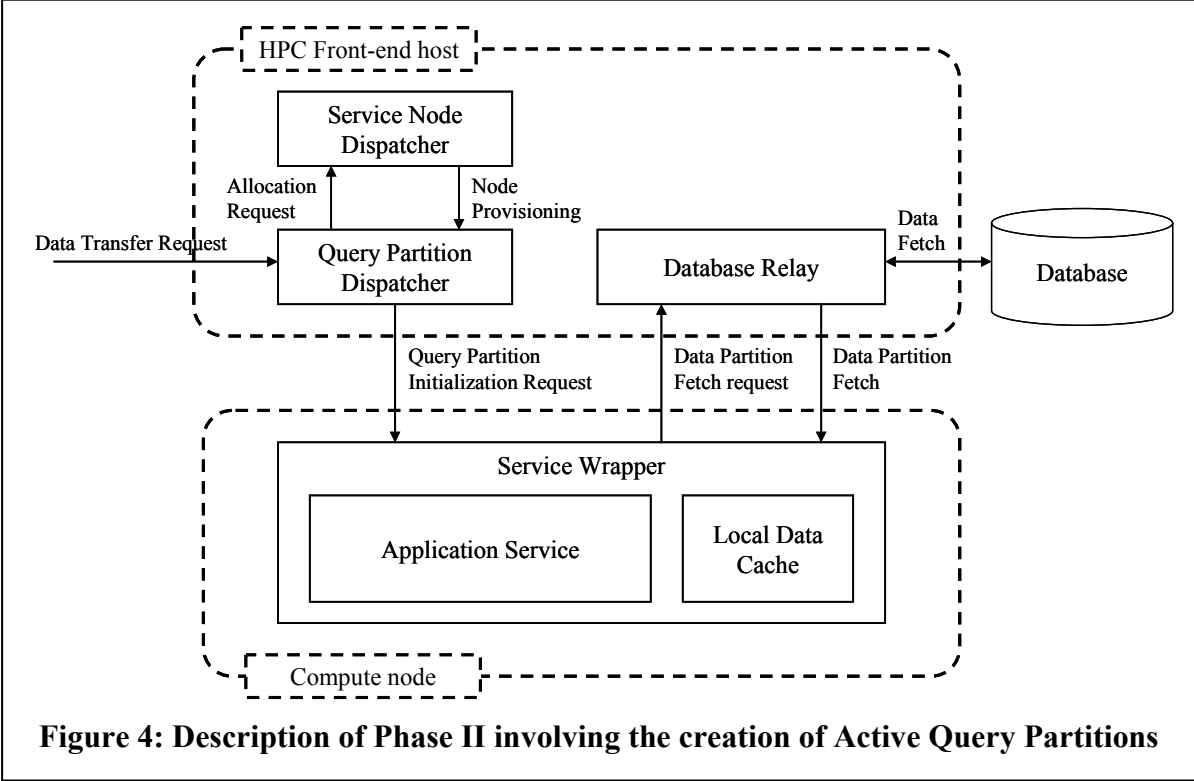 HPC Front-end host
Service Node
Dispatcher
Allocation
Request
Node
Provisioning
Data Transfer Request
Query Partition
Dispatcher
Database Relay
Data
Fetch
Database
Query Partition
Initialization Request
Data Partition
Fetch request
Data Partition
Fetch
Service Wrapper
Application Service
Local Data
Cache
Compute node
Figure 4: Description of Phase II involving the creation of Active Query Partitions